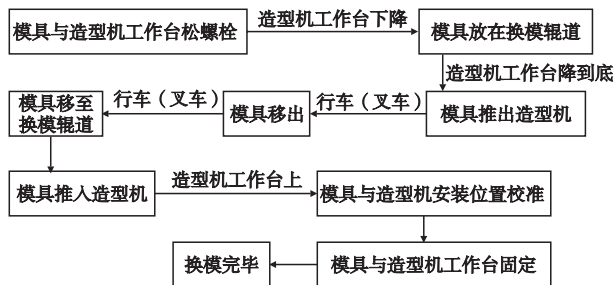 模具与造型机工作台松螺栓
造型机工作台下降
模具放在换模辊道
造型机工作台降到底
模具推出造型机
行车（叉车）
模具移出
行车（叉车）
模具移至
换模辊道
模具推入造型机
造型机工作台上
模具与造型机安装位置校准
模具与造型机工作台固定
换模完毕